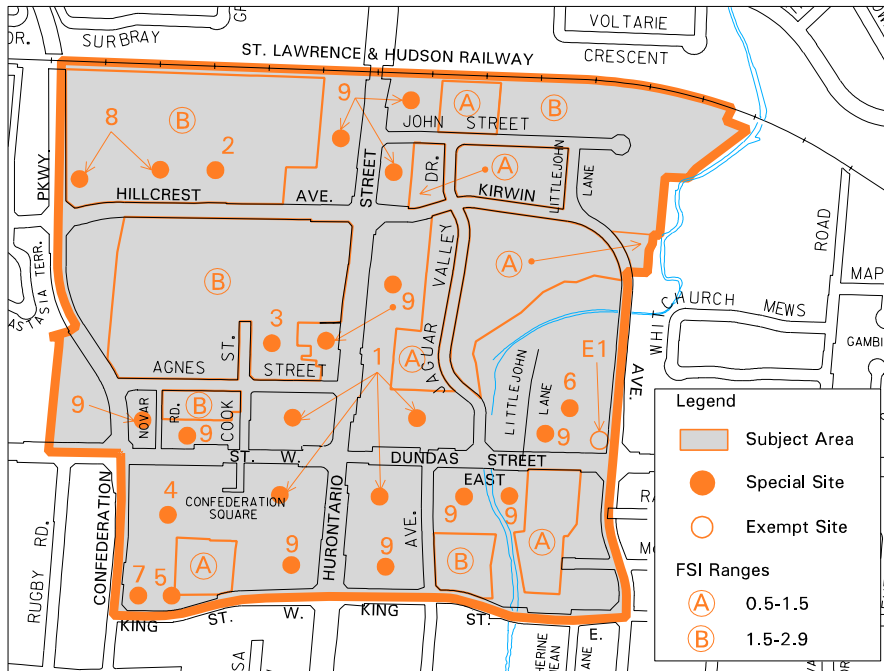 VOLTARIE
CRESCENT
DR.
SURBRAY
ST. LAWRENCE & HUDSON RAILWAY
PKWY.
8
B
2
9
A
B
JOHN STREET
HILLCREST AVE.
STREET
DR.
A
KIRWIN
LITTLEJOHN
LANE
ROAD
MAP
ASTASIA TERR.
B
A
VALLEY
JAGUAR
9
3
1
A
WHITCHURCH
MEWS
GAMBI
E1
AGNES STREET
ST.
AVE.
9
NOVAR
RD.
B
9
COOK
LITTLEJOHN
LANE
6
9
ST. W.
DUNDAS STREET
EAST
CONFEDERATION
4
CONFEDERATION
SQUARE
HURONTARIO
AVE.
9
9
RUGBY RD.
A
9
9
B
A
7
5
KING ST. W.
KING ST. E.
LANE
Legend
Subject Area
Special Site
Exempt Site
FSI Ranges
A 0.5-1.5
B 1.5-2.9